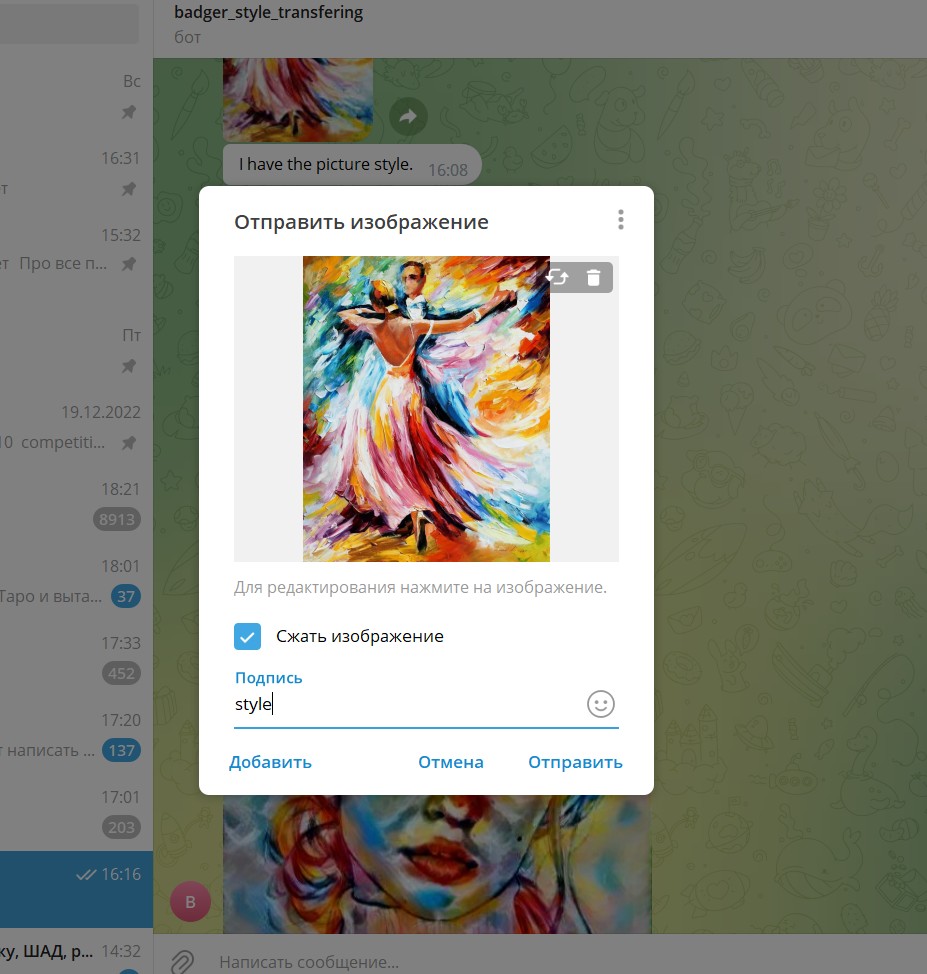 badger_style_transfering
бот
Вс
16:31
т
15:32
ет Про все п...
Пт
19.12.2022
10 competiti...
18:21
8913
18:01
Таро и выта...
37
17:33
452
17:20
т написать ...
137
17:01
203
16:16
ку, ШАД, р...
14:32
I have the picture style.
16:08
Отправить изображение
Для редактирования нажмите на изображение.
Сжать изображение
Подпись
style
Добавить
Отмена
Отправить
B
Написать сообщение...